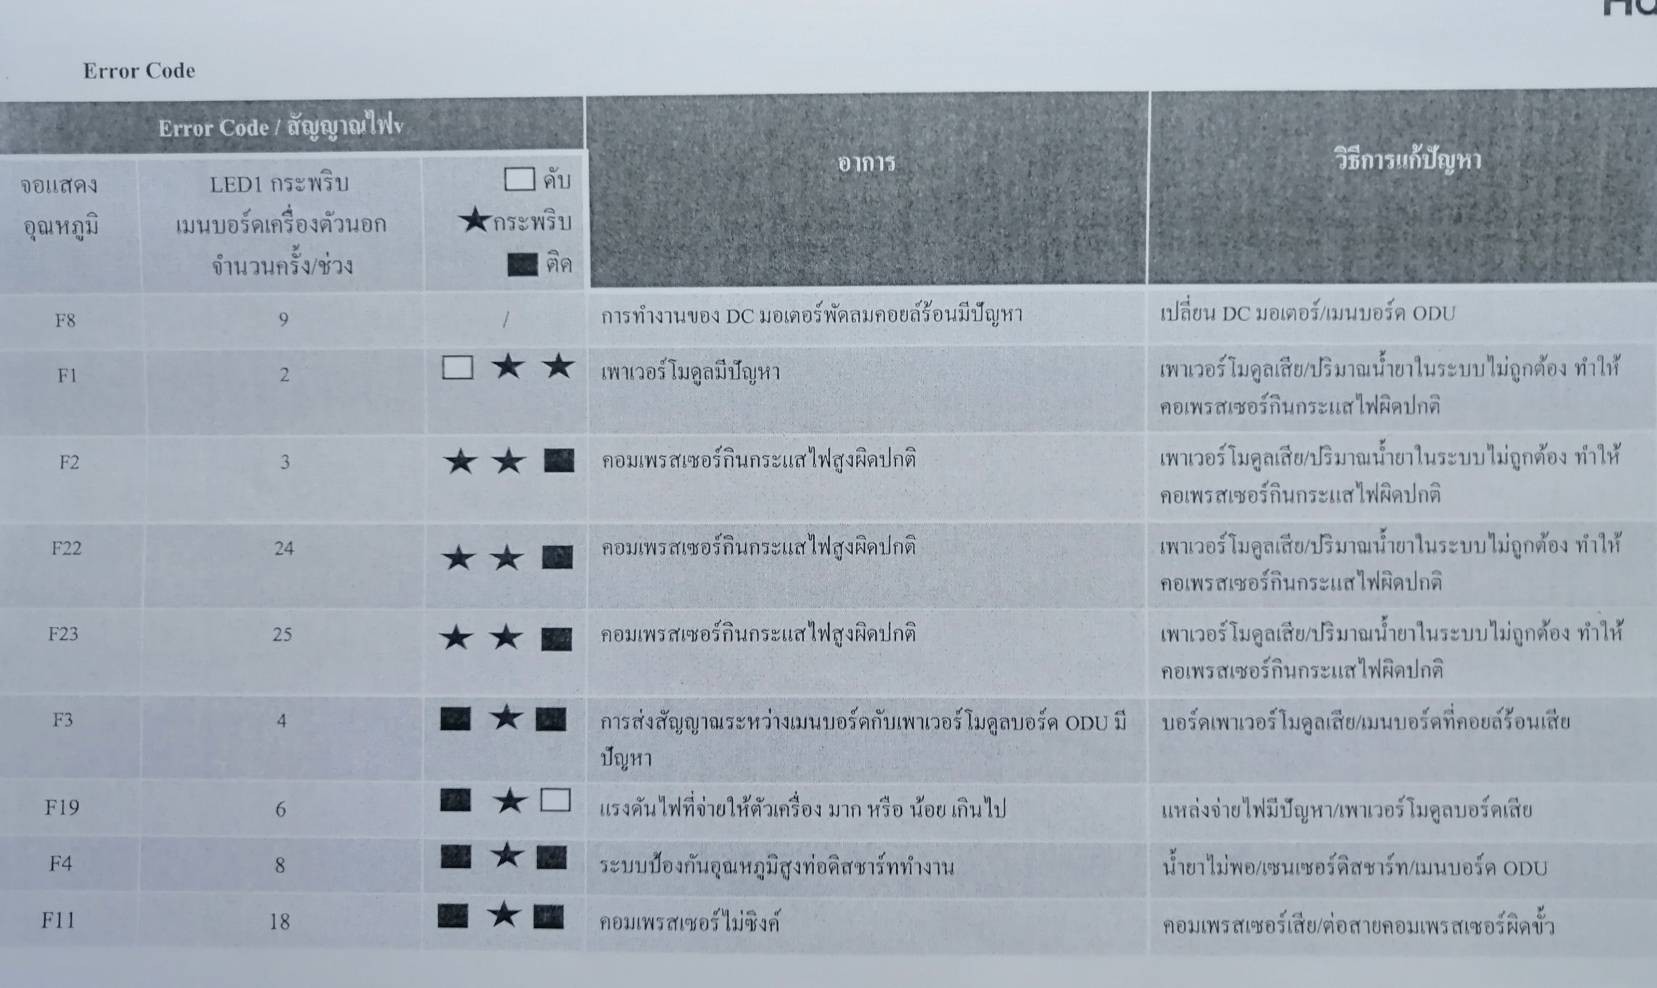 Error Code
Error Code / สัญญาณไฟv
อาการ
วิธีการแก้ปัญหา
จอแสดง
อุณหภูมิ
LED1 กระพริบ
เมนบอร์ดเครื่องตัวนอก
จำนวนครั้ง/ช่วง
ดับ
กระพริบ
ติด
F8 9 / การทำงานของ DC มอเตอร์พัดลมคอยล์ร้อนมีปัญหา เปลี่ยน DC มอเตอร์/เมนบอร์ด ODU
F1 2 เพาเวอร์โมดูลมีปัญหา เพาเวอร์โมดูลเสีย/ปริมาณน้ำยาในระบบไม่ถูกต้อง ทำให้
คอเพรสเซอร์กินกระแสไฟผิดปกติ
F2 3 คอมเพรสเซอร์กินกระแสไฟสูงผิดปกติ เพาเวอร์โมดูลเสีย/ปริมาณน้ำยาในระบบไม่ถูกต้อง ทำให้
คอเพรสเซอร์กินกระแสไฟผิดปกติ
F22 24 คอมเพรสเซอร์กินกระแสไฟสูงผิดปกติ เพาเวอร์โมดูลเสีย/ปริมาณน้ำยาในระบบไม่ถูกต้อง ทำให้
คอเพรสเซอร์กินกระแสไฟผิดปกติ
F23 25 คอมเพรสเซอร์กินกระแสไฟสูงผิดปกติ เพาเวอร์โมดูลเสีย/ปริมาณน้ำยาในระบบไม่ถูกต้อง ทำให้
คอเพรสเซอร์กินกระแสไฟผิดปกติ
F3 4 การส่งสัญญาณระหว่างเมนบอร์ดกับเพาเวอร์โมดูลบอร์ด ODU มี บอร์ดเพาเวอร์โมดูลเสีย/เมนบอร์ดที่คอยล์ร้อนเสีย
ปัญหา
F19 6 แรงดันไฟที่จ่ายให้ตัวเครื่อง มาก หรือ น้อย เกินไป แหล่งจ่ายไฟมีปัญหา/เพาเวอร์โมดูลบอร์ดเสีย
F4 8 ระบบป้องกันอุณหภูมิสูงท่อดิสชาร์ททำงาน น้ำยาไม่พอ/เซนเซอร์ดิสชาร์ท/เมนบอร์ด ODU
F11 18 คอมเพรสเซอร์ไม่ซิงค์ คอมเพรสเซอร์เสีย/ต่อสายคอมเพรสเซอร์ผิดขั้ว